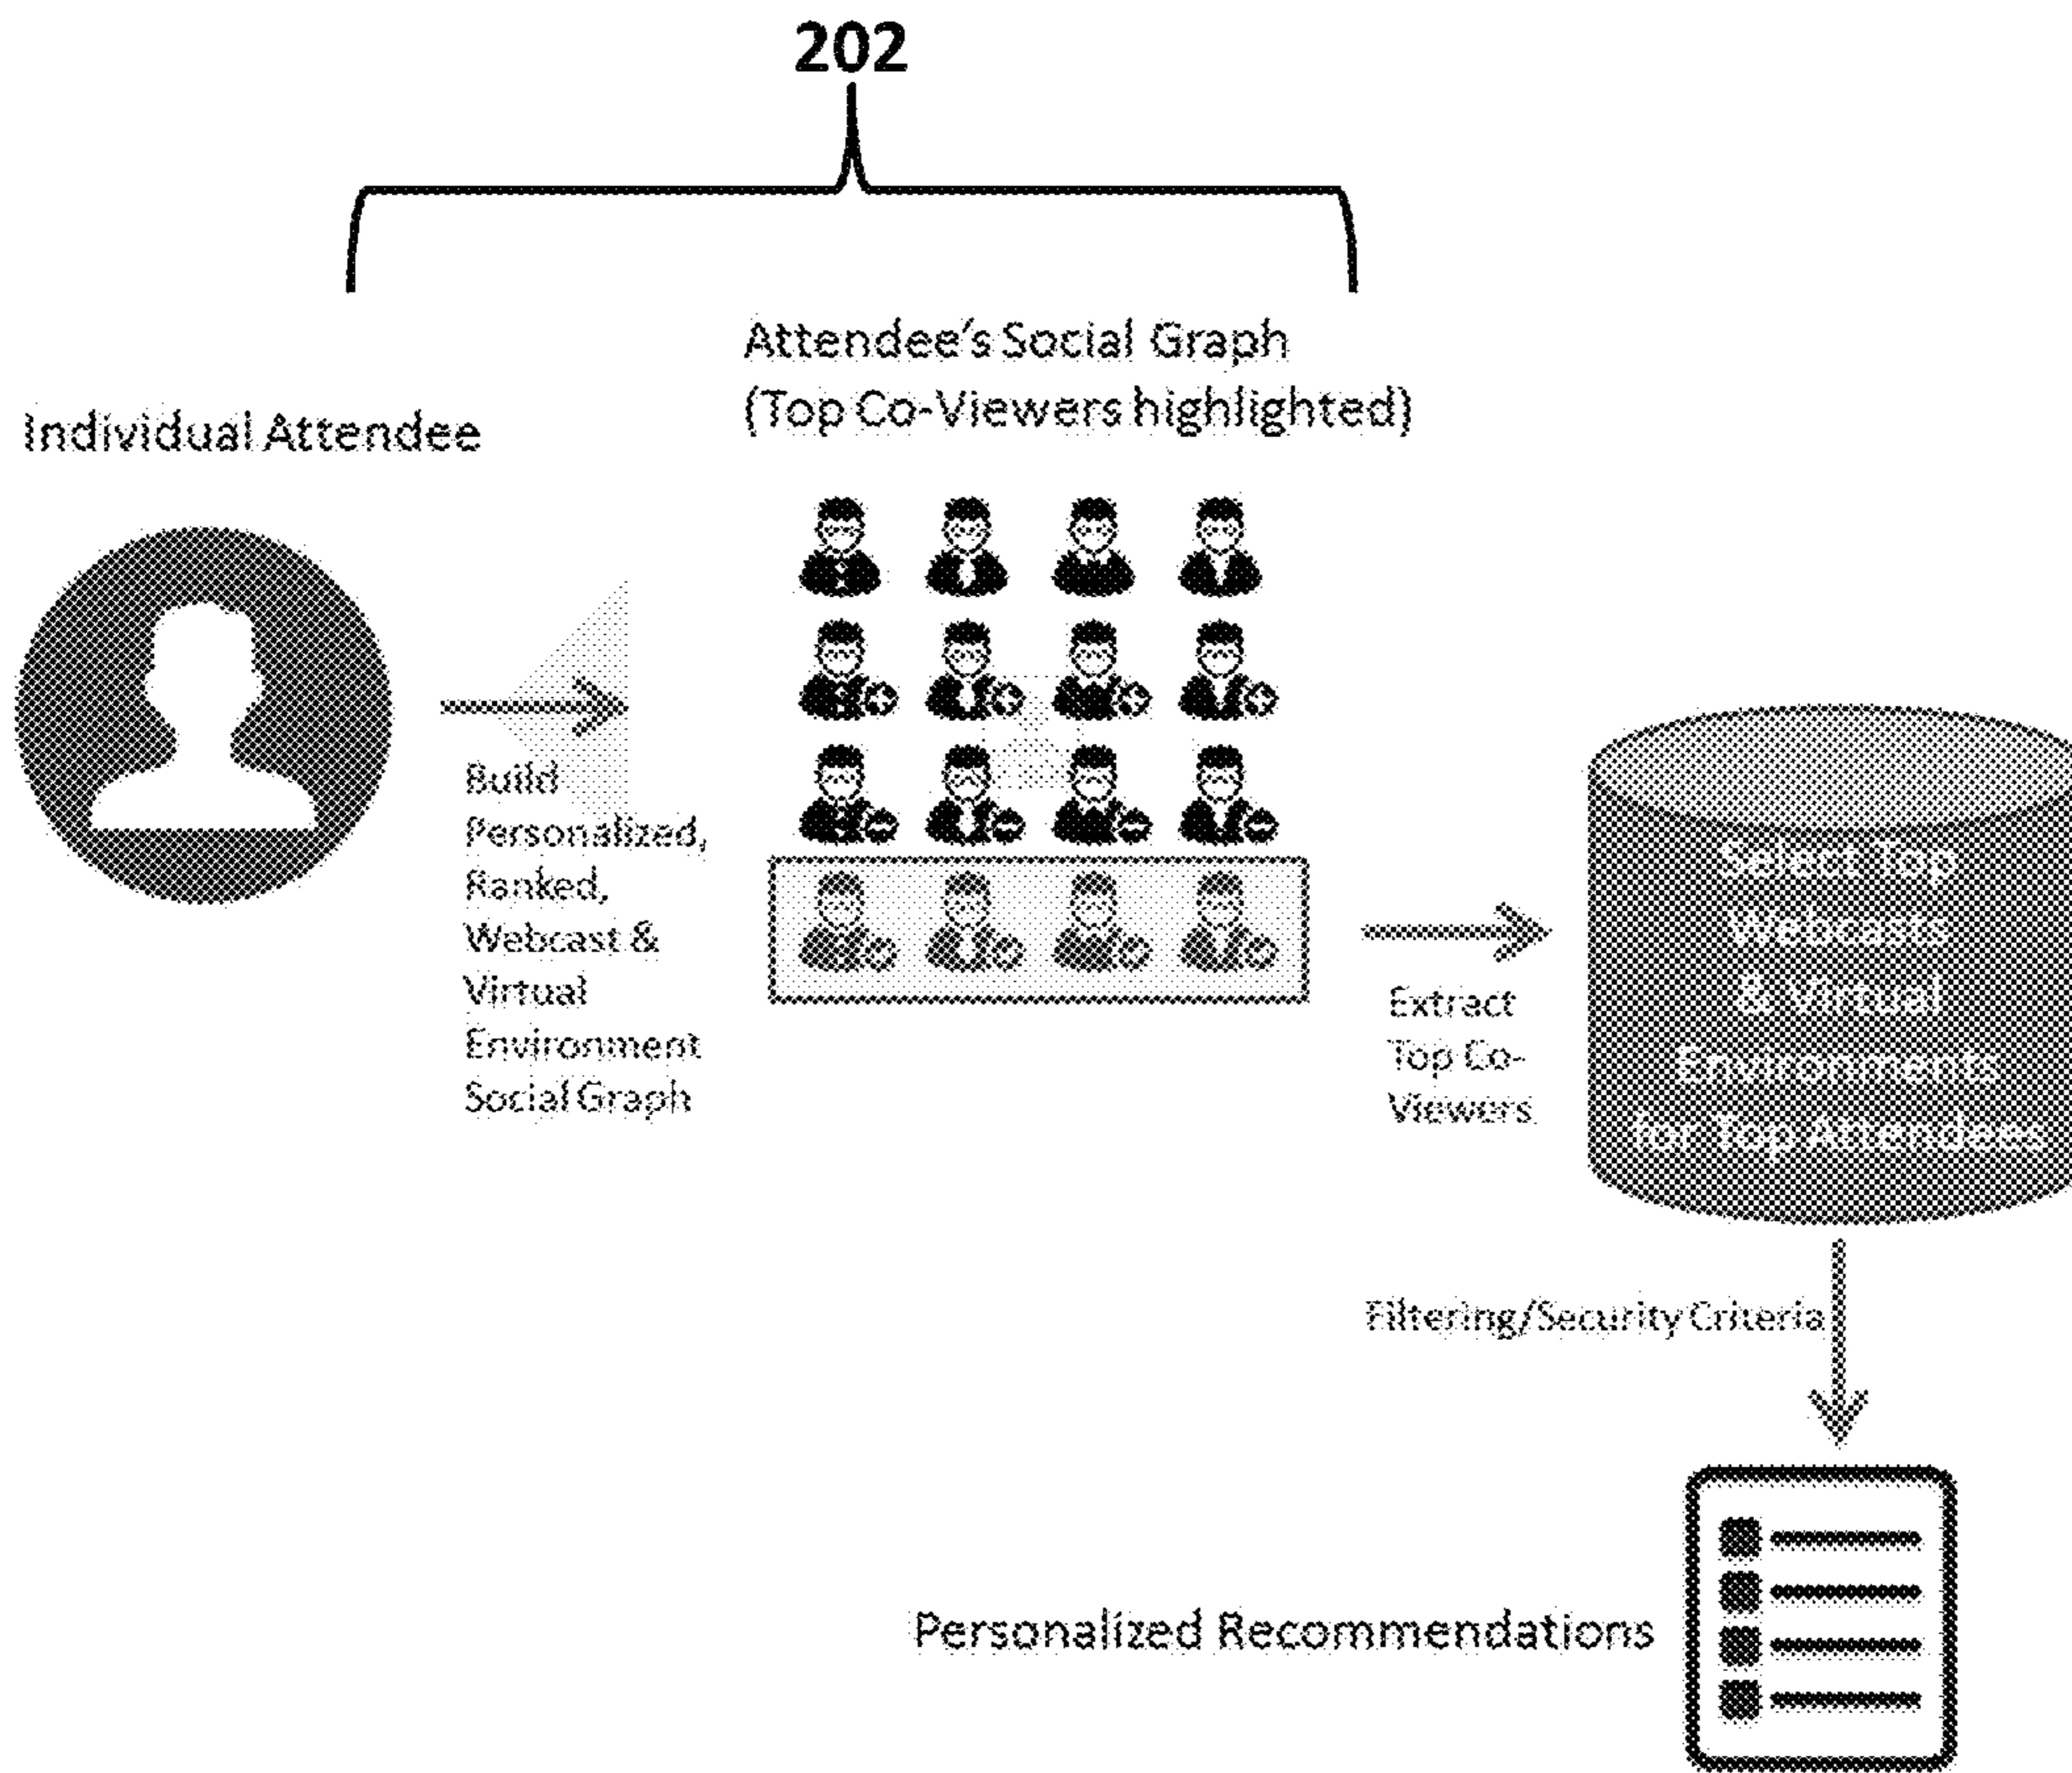 202
Attendee's Social Graph
(Top Co-Viewers highlighted)
Individual Attendee
Build
Personalized,
Ranked,
Webcast &
Virtual
Environment
Social Graph
Extract
Top Co-
Viewers
Select Top
Webcasts
& Virtual
Environments
for Top Attendees
Filtering/Security Criteria
Personalized Recommendations